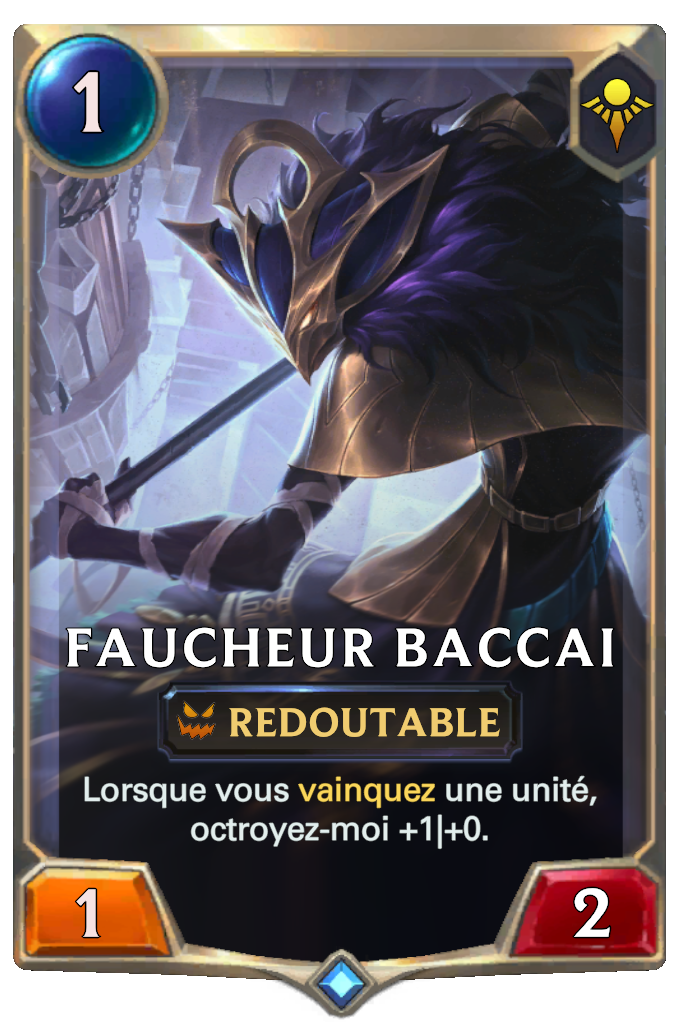 1
FAUCHEUR BACCAI
REDOUTABLE
Lorsque vous vainquez une unité,
octroyez-moi +1|+0.
1
2